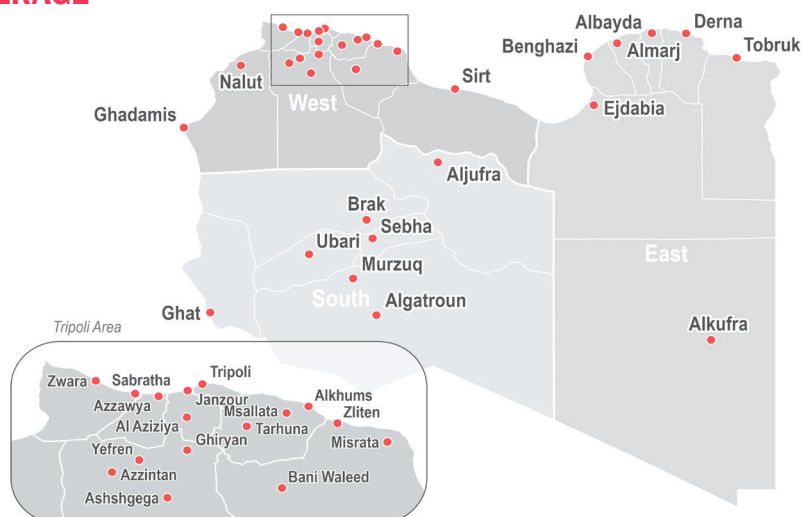 ERAGE
Albayda
Derna
Benghazi
Almarj
Tobruk
Nalut
Sirt
West
Ghadamis
Ejdabia
Aljufra
Brak
Sebha
Ubari
East
Murzuq
South
Algatroun
Ghat
Alkufra
Tripoli Area
Zwara
Sabratha
Tripoli
Azzawya
Janzour
Alkhums
Msallata
Zliten
Al Aziziya
Tarhuna
Ghiryan
Misrata
Yefren
Azzintan
Bani Waleed
Ashshgega